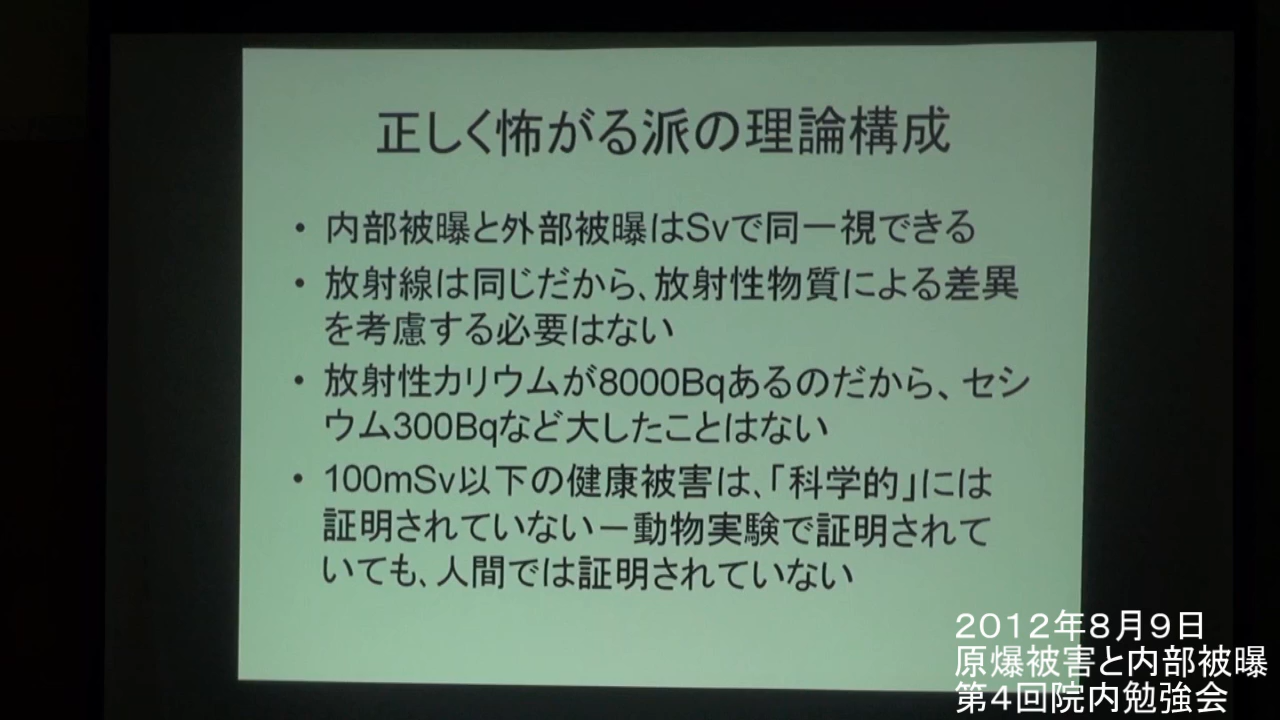 正しく怖がる派の理論構成
• 内部被曝と外部被曝はSvで同一視できる
• 放射線は同じだから、放射性物質による差異
を考慮する必要はない
• 放射性カリウムが8000Bqあるのだから、セシ
ウム300Bqなど大したことはない
• 100mSv以下の健康被害は、「科学的」には
証明されていない－動物実験で証明されて
いても、人間では証明されていない
２０１２年８月９日
原爆被害と内部被曝
第４回院内勉強会